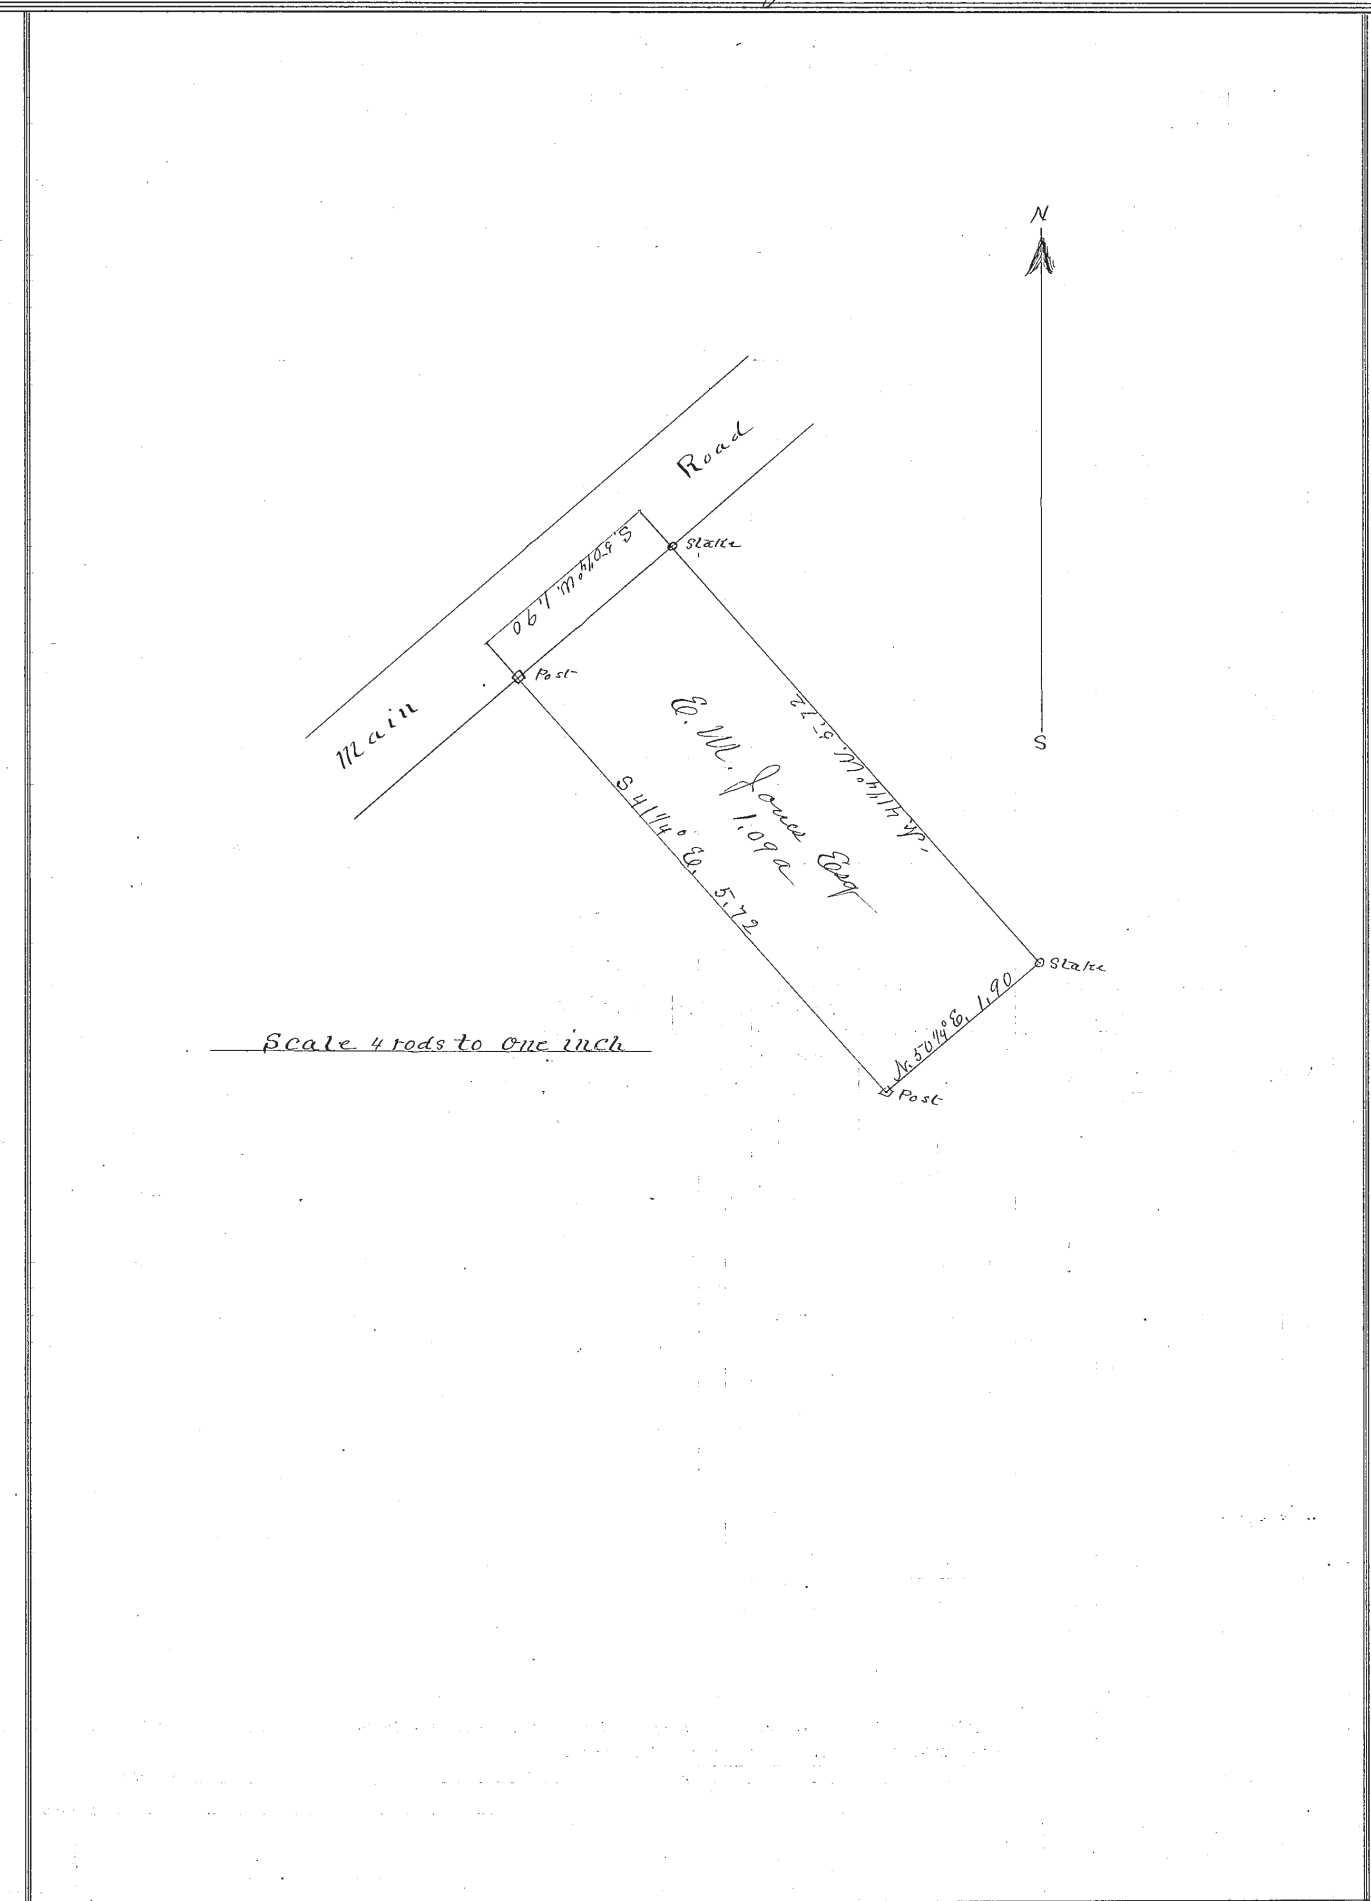 N
Road
Stake
S. 50¼° W. 1,90
Post
Main
S
N. 41¼° W. 5.72
E. M. Jones Esq
1.09a
S 41¼° E. 5.72
Stake
N. 50¼° E. 1,90
Scale 4 rods to one inch
Post